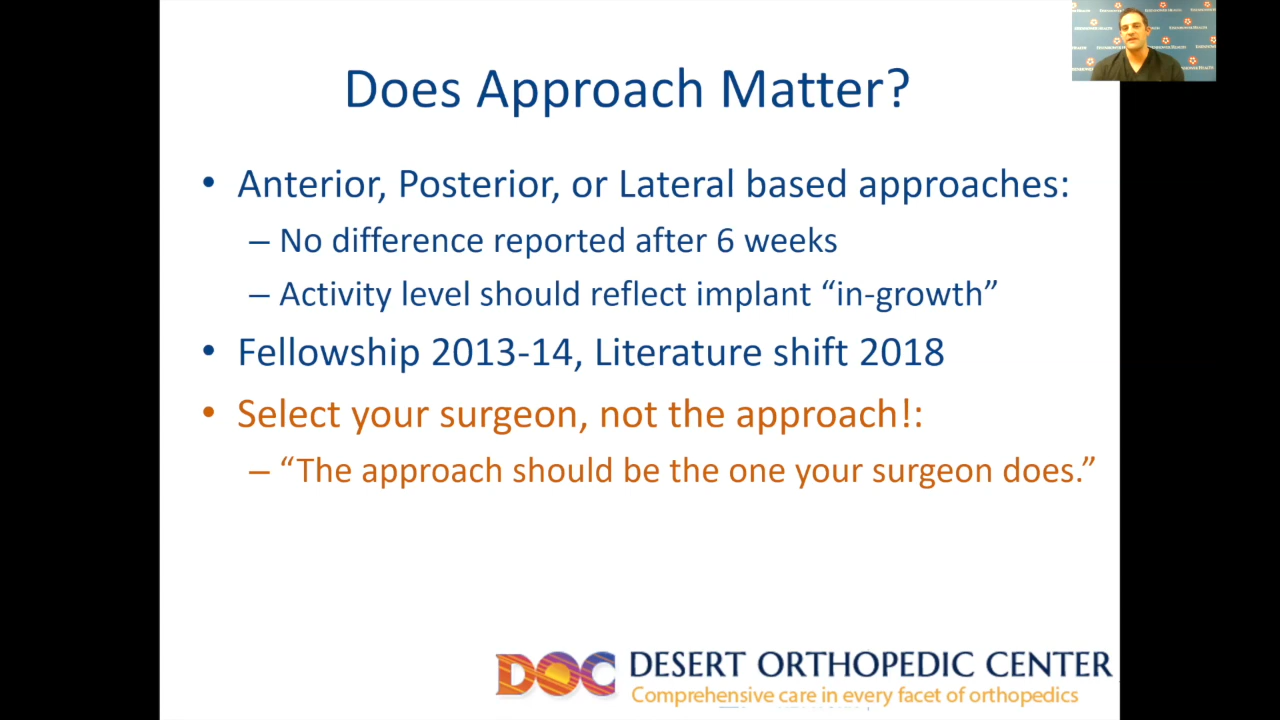 Does Approach Matter?
• Anterior, Posterior, or Lateral based approaches:
– No difference reported after 6 weeks
– Activity level should reflect implant “in-growth”
• Fellowship 2013-14, Literature shift 2018
• Select your surgeon, not the approach!:
– “The approach should be the one your surgeon does.”
DOC DESERT ORTHOPEDIC CENTER
Comprehensive care in every facet of orthopedics